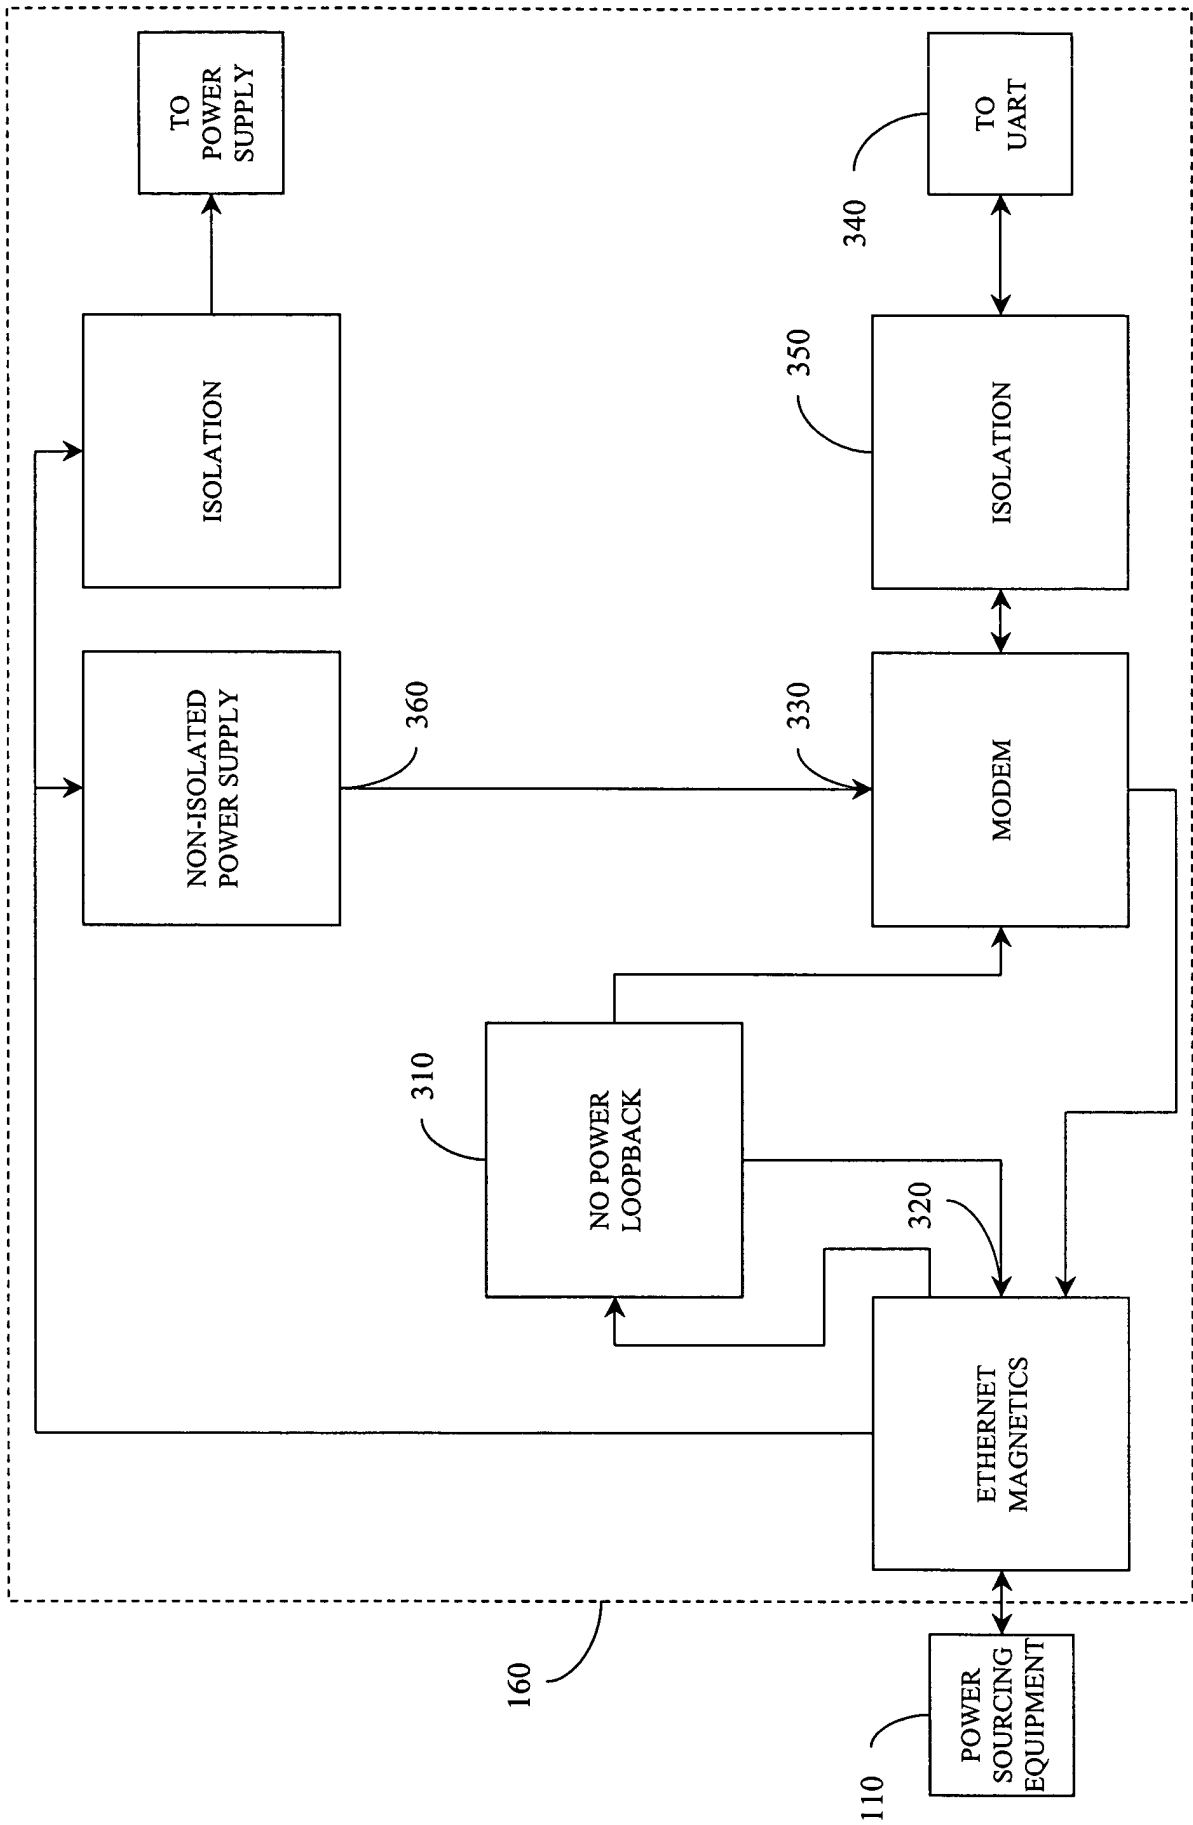 TO
POWER
SUPPLY
ISOLATION
NON-ISOLATED
POWER SUPPLY
360
NO POWER
LOOPBACK
310
TO
UART
340
ISOLATION
350
MODEM
330
320
ETHERNET
MAGNETICS
160
POWER
SOURCING
EQUIPMENT
110